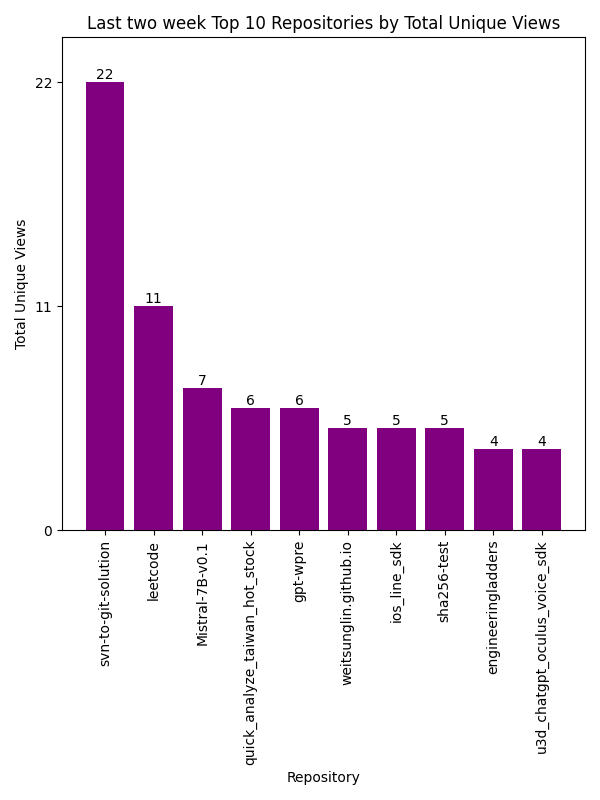 Last two week Top 10 Repositories by Total Unique Views
Total Unique Views
22
11
0
22
11
7
6
6
5
5
5
4
4
svn-to-git-solution
leetcode
Mistral-7B-v0.1
quick_analyze_taiwan_hot_stock
gpt-wpre
weitsunglin.github.io
ios_line_sdk
sha256-test
engineeringladders
u3d_chatgpt_oculus_voice_sdk
Repository